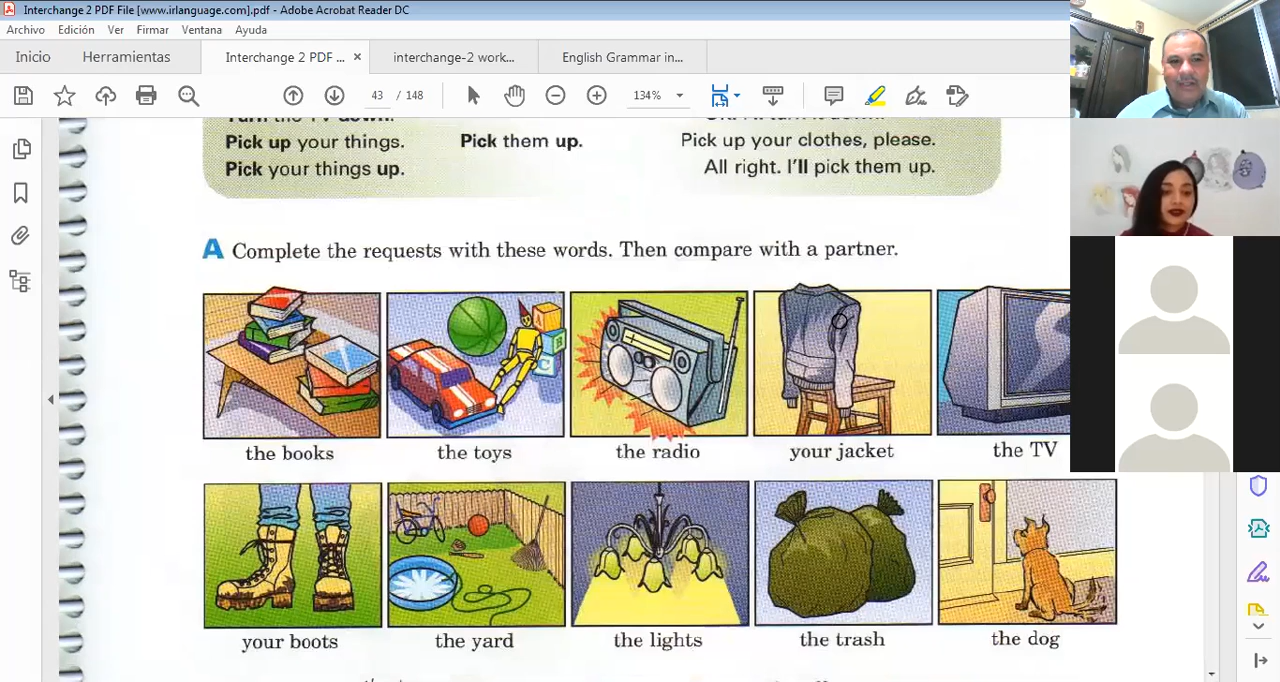 Interchange 2 PDF File [www.irlanguage.com].pdf - Adobe Acrobat Reader DC
Archivo Edición Ver Firmar Ventana Ayuda
Inicio Herramientas Interchange 2 PDF ... × interchange-2 work... English Grammar in...
43 / 148 134%
Turn the TV down.
Pick up your things. Pick them up. Pick up your clothes, please.
Pick your things up. All right. I'll pick them up.
A Complete the requests with these words. Then compare with a partner.
the books the toys the radio your jacket the TV
your boots the yard the lights the trash the dog